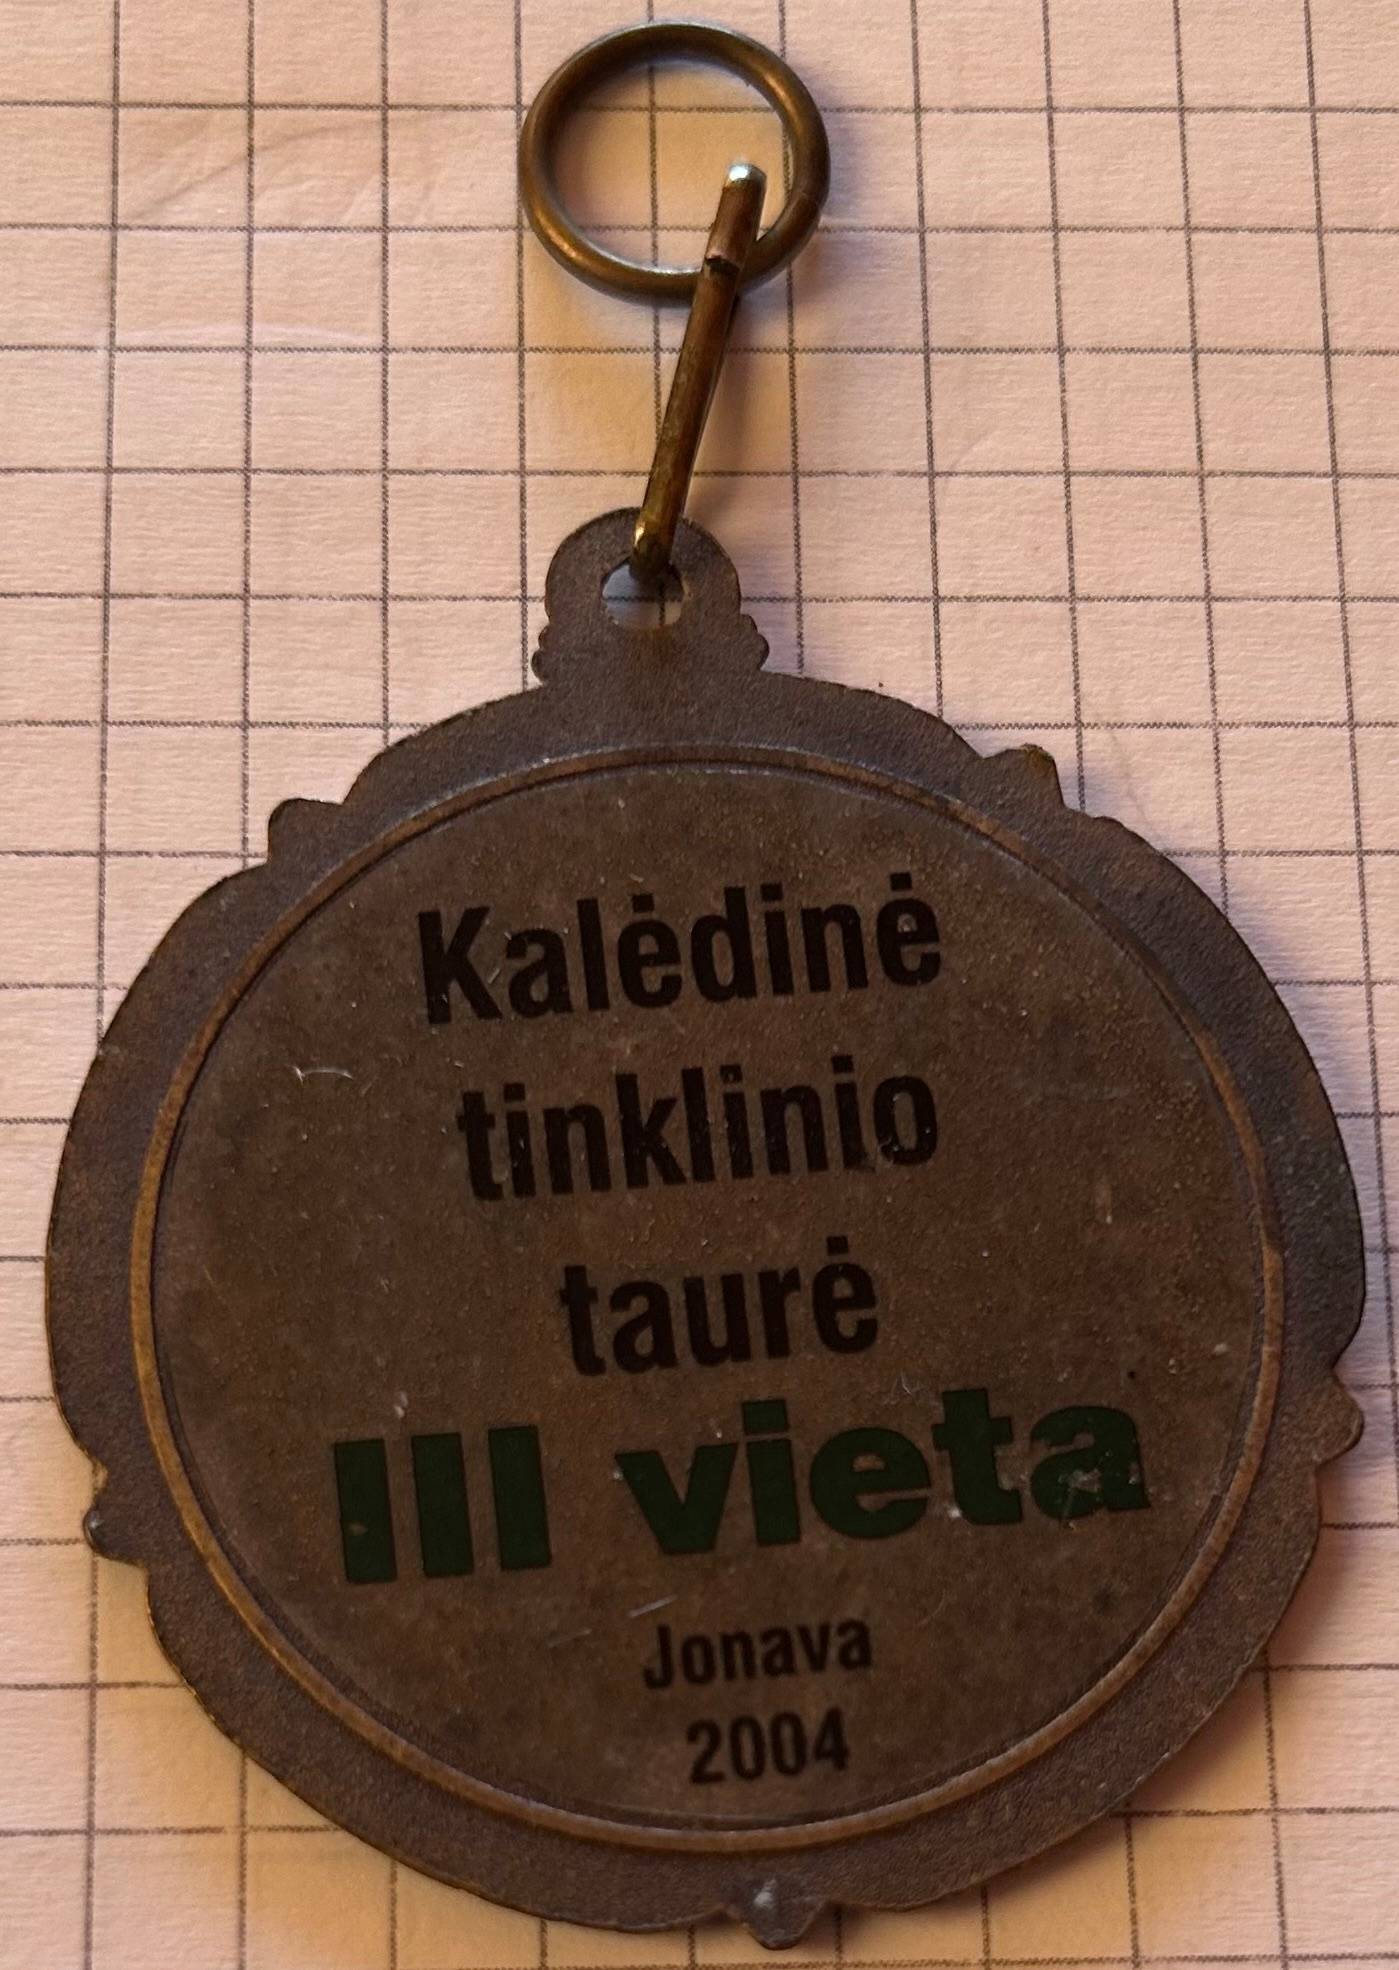 Kalėdinė
tinklinio
taurė
III vieta
Jonava
2004